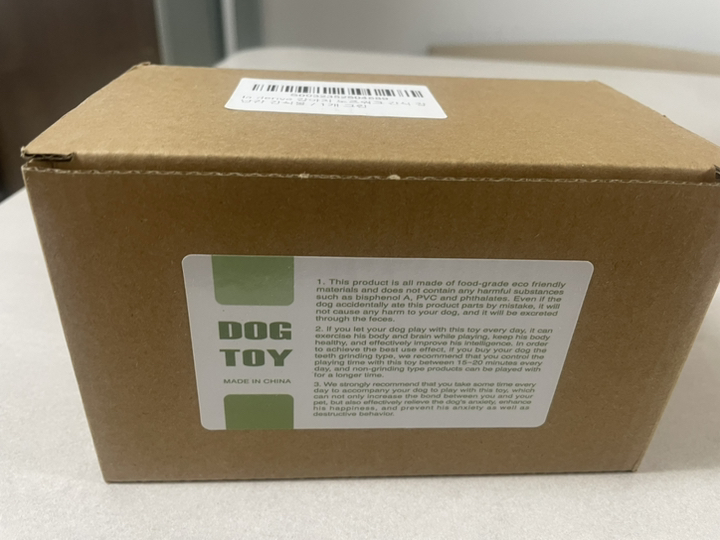 DOG
TOY
MADE IN CHINA
1. This product is all made of food-grade eco friendly
materials and does not contain any harmful substances
such as bisphenol A, PVC and phthalates. Even if the
dog accidentally ate this product parts by mistake, it will
not cause any harm to your dog, and it will be excreted
through the feces.
2. If you let your dog play with this toy every day, it can
exercise his body and brain while playing, keep his body
healthy, and effectively improve his intelligence. In order
to achieve the best use effect, if you buy your dog the
teeth grinding type, we recommend that you control the
playing time with this toy between 15-20 minutes every
day, and non-grinding type products can be played with
for a longer time.
3. We strongly recommend that you take some time every
day to accompany your dog to play with this toy, which
can not only increase the bond between you and your
pet, but also effectively relieve the dog's anxiety, enhance
his happiness, and prevent his anxiety as well as
destructive behavior.